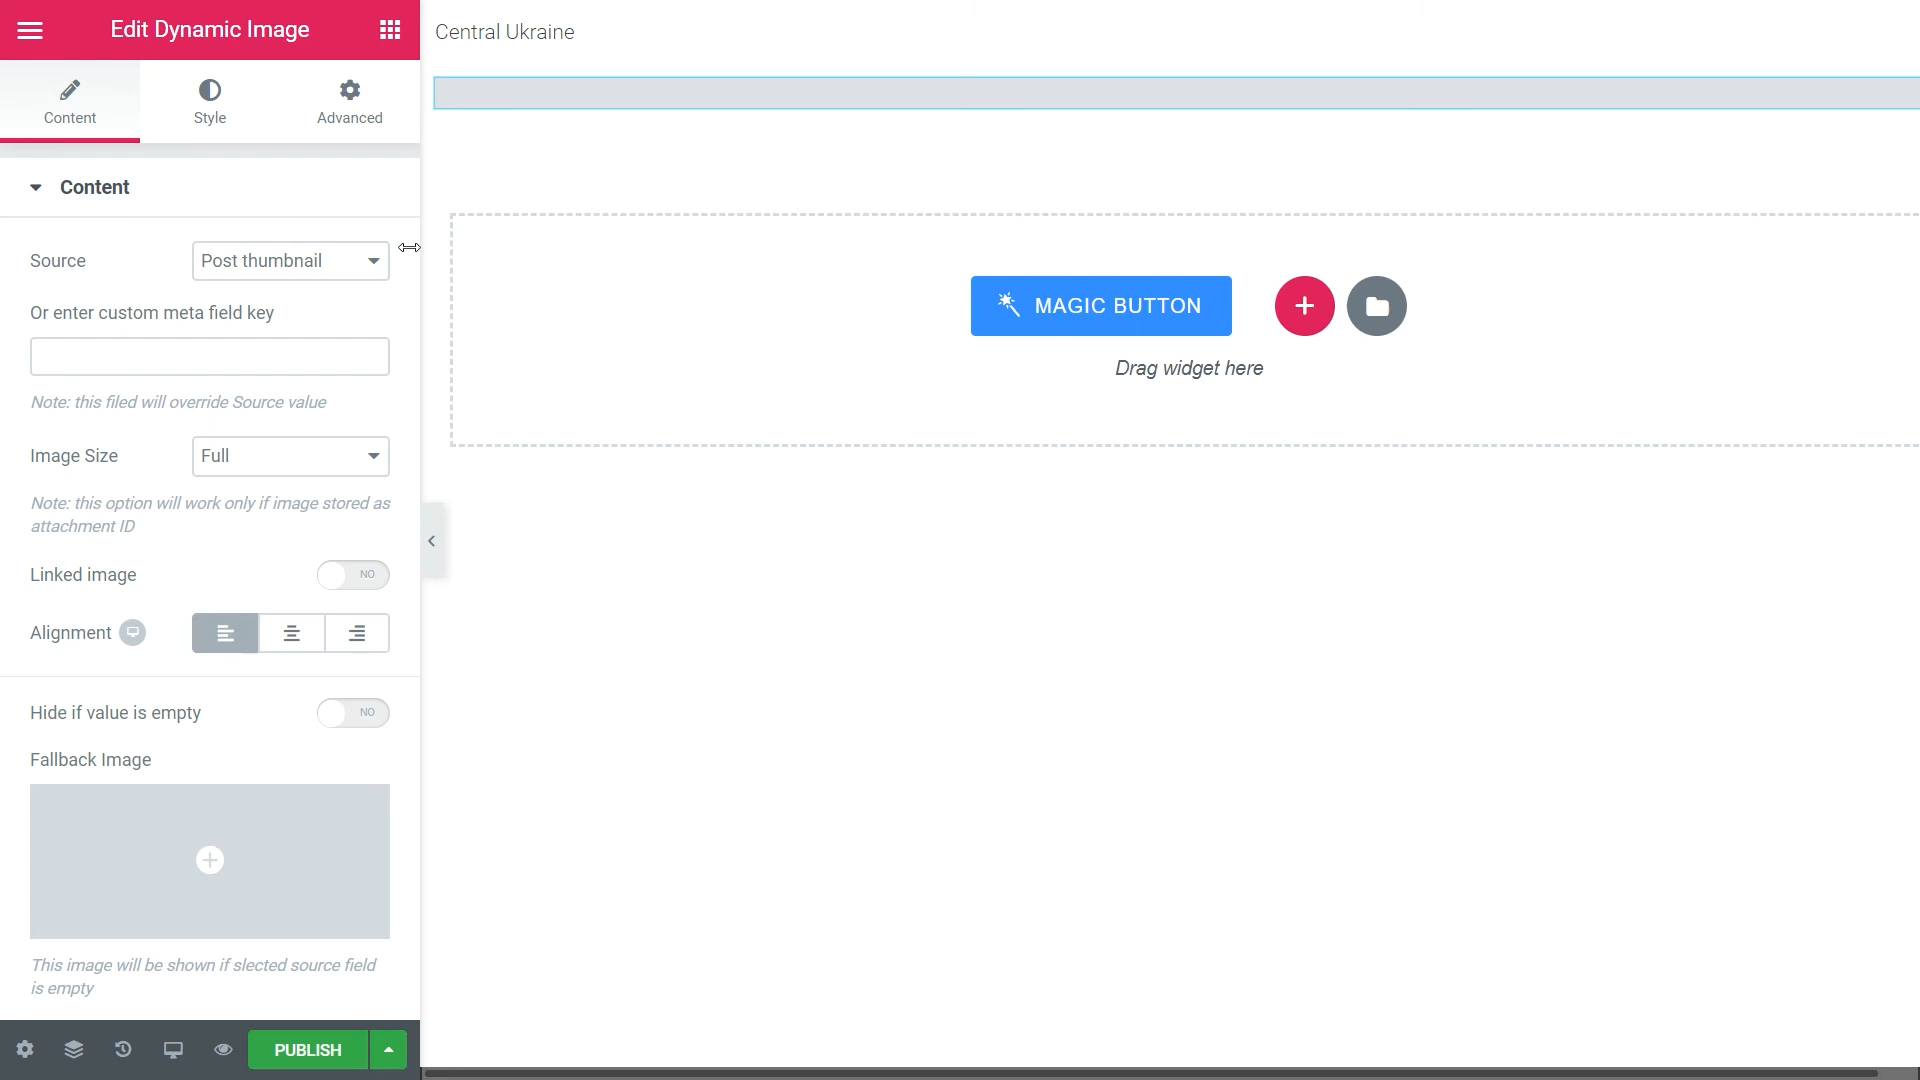 Edit Dynamic Image
Content
Style
Advanced
Content
Source
Post thumbnail
Or enter custom meta field key
Note: this filed will override Source value
Image Size
Full
Note: this option will work only if image stored as
attachment ID
Linked image
NO
Alignment
Hide if value is empty
NO
Fallback Image
This image will be shown if slected source field
is empty
PUBLISH
Central Ukraine
MAGIC BUTTON
Drag widget here